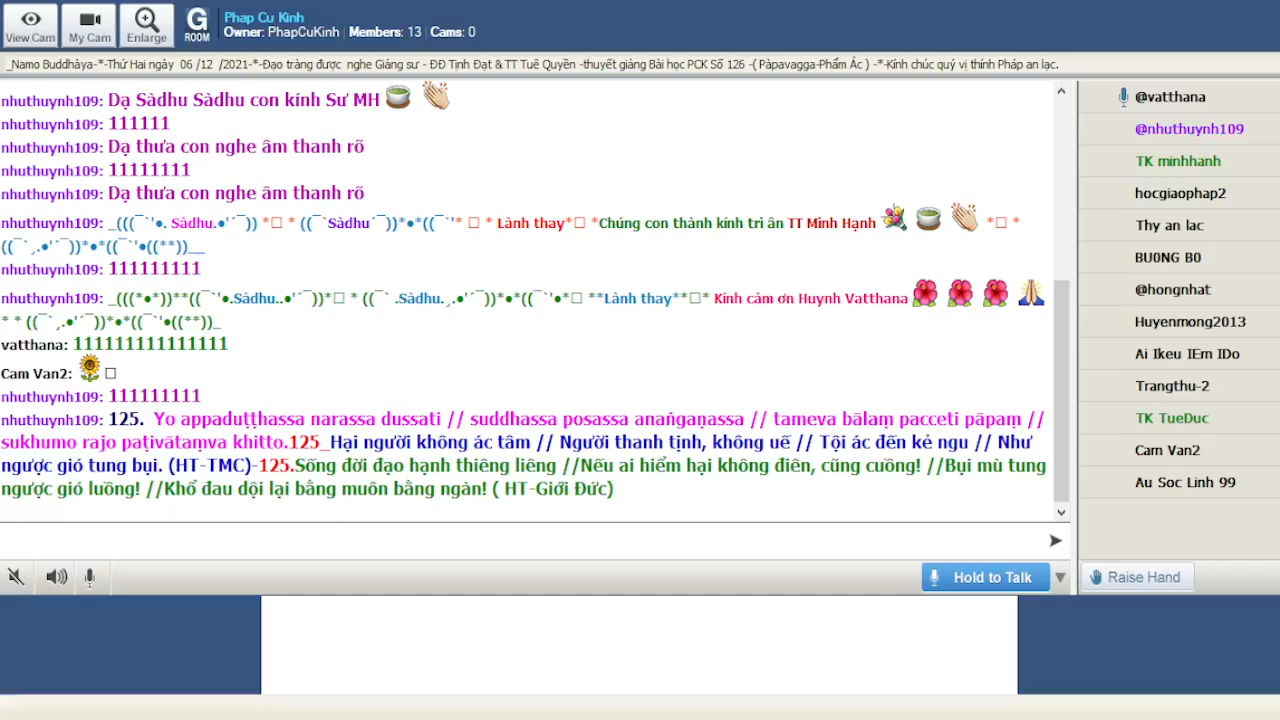 View Cam
My Cam
Enlarge
G
ROOM
Phap Cu Kinh
Owner: PhapCuKinh | Members: 13 | Cams: 0
_Namo Buddhàya-*-Thứ Hai ngày 06 /12 /2021-*-Đạo tràng được nghe Giảng sư - ĐĐ Tịnh Đạt & TT Tuê Quyền -thuyết giảng Bài học PCK Số 126 -( Pàpavagga-Phẩm Ác ) -*-Kính chúc quý vị thính Pháp an lạc.
nhuthuynh109: Dạ Sàdhu Sàdhu con kính Sư MH
nhuthuynh109: 111111
nhuthuynh109: Dạ thưa con nghe âm thanh rõ
nhuthuynh109: 11111111
nhuthuynh109: Dạ thưa con nghe âm thanh rõ
nhuthuynh109: _(((¯`'•. Sàdhu.•'´¯)) *□ * ((¯`Sàdhu´¯))*•*((¯`'* □ * Lành thay*□ *Chúng con thành kính tri ân TT Minh Hạnh *□ *
((¯`¸.•'´¯))*•*((¯`'•((**))__
nhuthuynh109: 111111111
nhuthuynh109: _(((*•*))**((¯`'•.Sàdhu..•'´¯))*□ * ((¯` .Sàdhu.¸.•'´¯))*•*((¯`'•*□ **Lành thay**□* Kính cám ơn Huynh Vatthana
* * ((¯`¸.•'´¯))*•*((¯`'•((**))_
vatthana: 111111111111111
Cam Van2: □
nhuthuynh109: 111111111
nhuthuynh109: 125. Yo appaduṭṭhassa narassa dussati // suddhassa posassa anaṅgaṇassa // tameva bālaṃ pacceti pāpaṃ //
sukhumo rajo paṭivātaṃva khitto.125_Hại người không ác tâm // Người thanh tịnh, không uế // Tội ác đến kẻ ngu // Như
ngược gió tung bụi. (HT-TMC)-125.Sống đời đạo hạnh thiêng liêng //Nếu ai hiểm hại không điên, cũng cuồng! //Bụi mù tung
ngược gió luồng! //Khổ đau dội lại bằng muôn bằng ngàn! ( HT-Giới Đức)
@vatthana
@nhuthuynh109
TK minhhanh
hocgiaophap2
Thy an lac
BU0NG B0
@hongnhat
Huyenmong2013
Ai Ikeu IEm IDo
Trangthu-2
TK TueDuc
Cam Van2
Au Soc Linh 99
Hold to Talk
Raise Hand